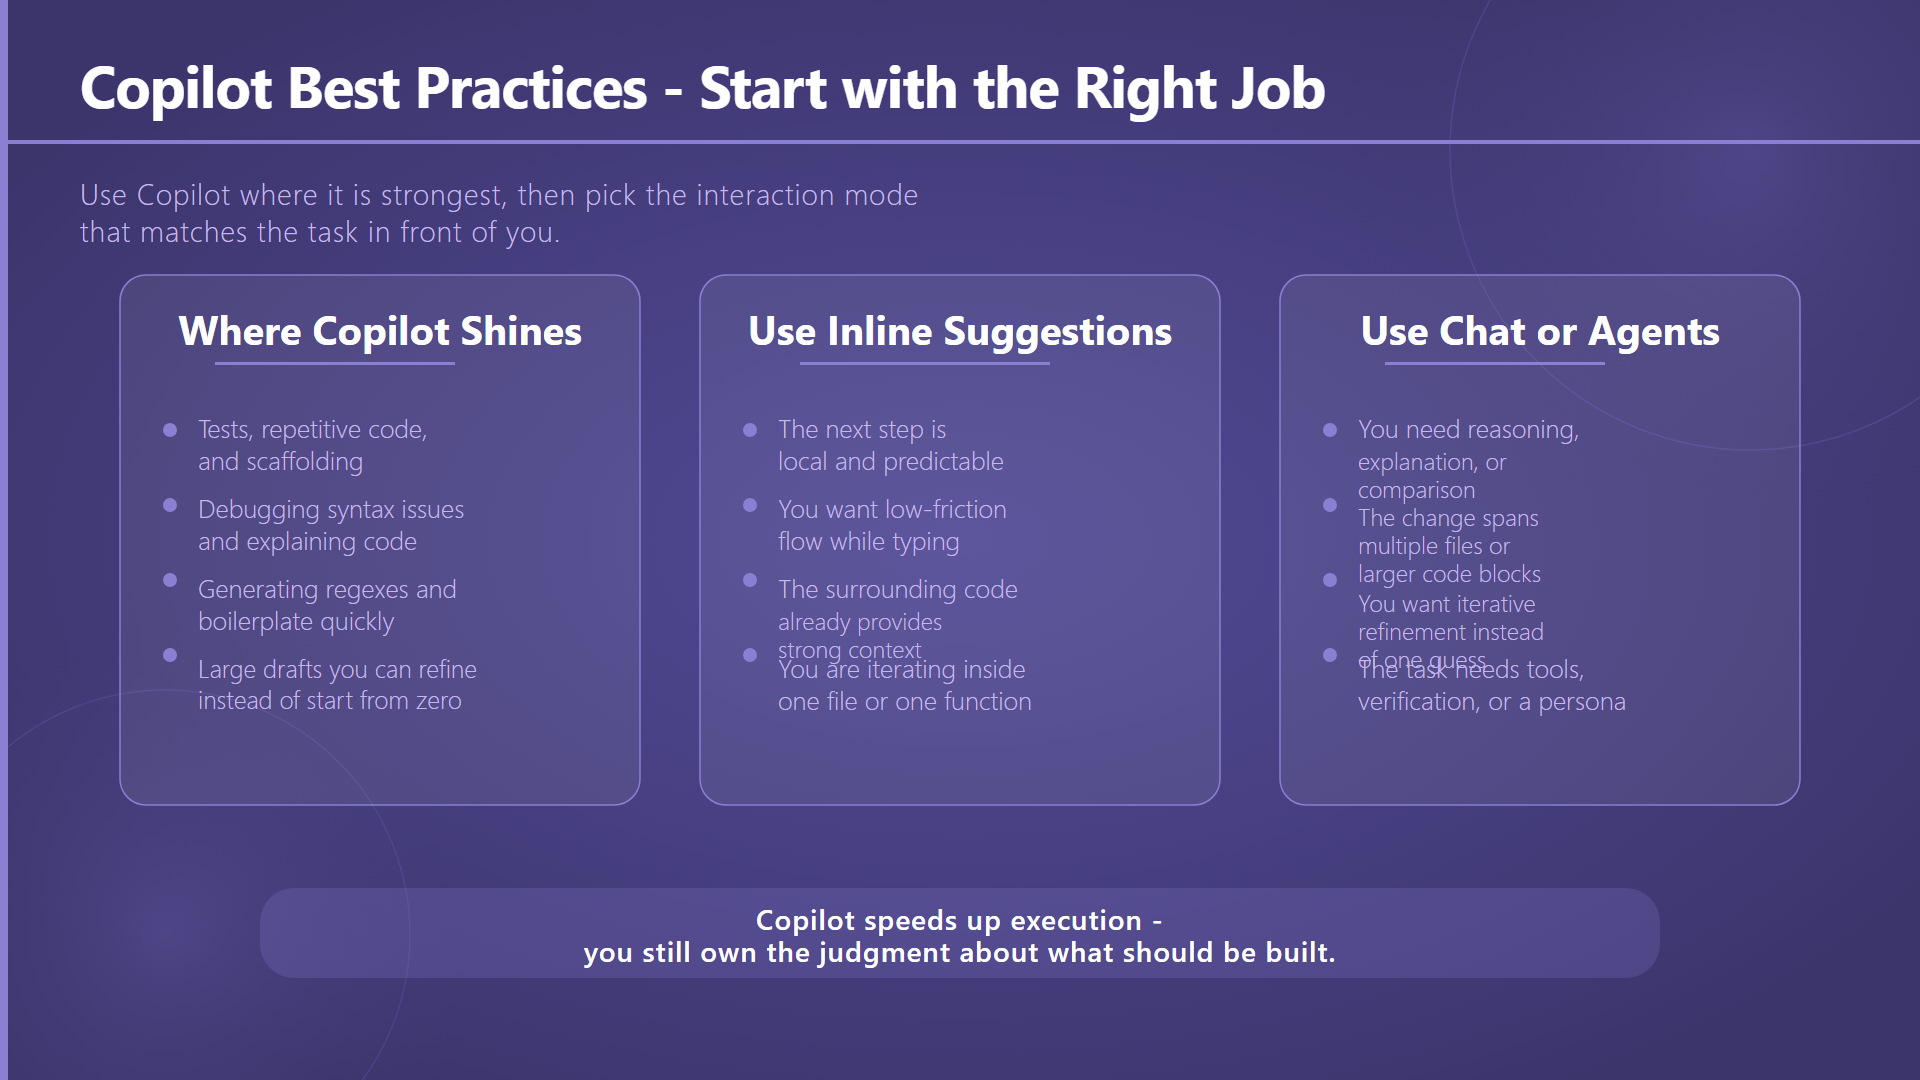 Copilot Best Practices - Start with the Right Job
Use Copilot where it is strongest, then pick the interaction mode
that matches the task in front of you.
Where Copilot Shines
Tests, repetitive code,
and scaffolding
Debugging syntax issues
and explaining code
Generating regexes and
boilerplate quickly
Large drafts you can refine
instead of start from zero
Use Inline Suggestions
The next step is
local and predictable
You want low-friction
flow while typing
The surrounding code
already provides
strong context
You are iterating inside
one file or one function
Use Chat or Agents
You need reasoning,
explanation, or
comparison
The change spans
multiple files or
larger code blocks
You want iterative
refinement instead
of one guess
The task needs tools,
verification, or a persona
Copilot speeds up execution -
you still own the judgment about what should be built.